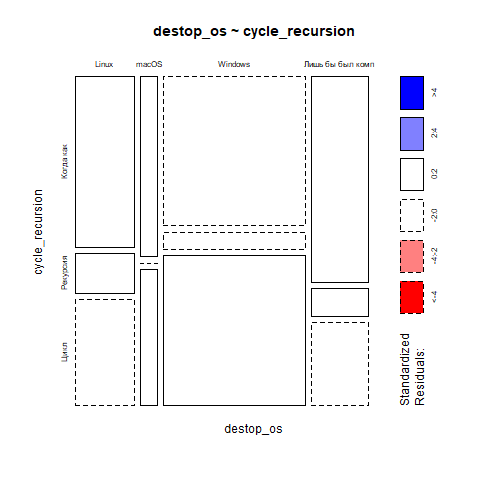 destop_os ~ cycle_recursion
Linux
macOS
Windows
Лишь бы был комп
Когда как
Рекурсия
Цикл
cycle_recursion
destop_os
>4
2:4
0:2
-2:0
-4:-2
<-4
Standardized
Residuals: